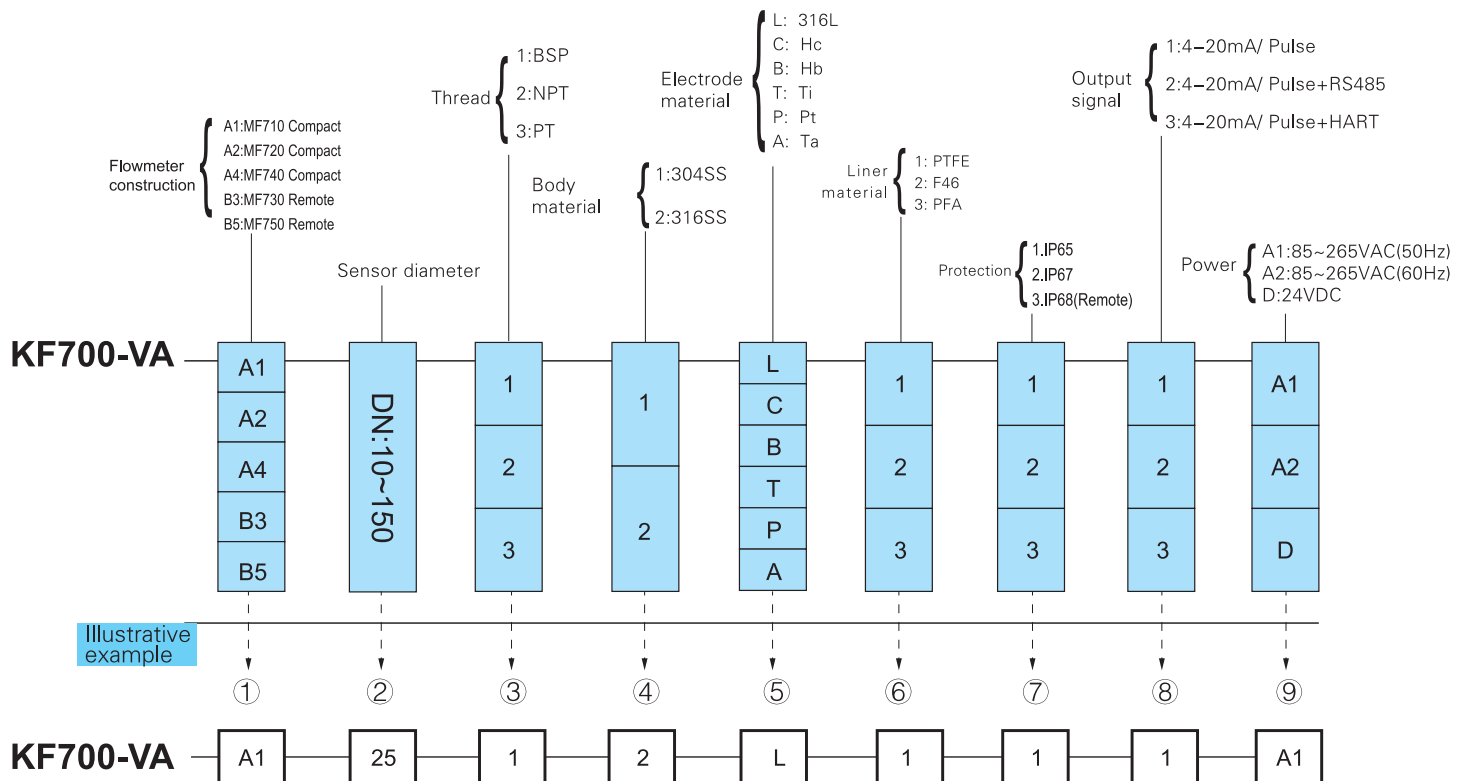 Flowmeter
construction
A1:MF710 Compact
A2:MF720 Compact
A4:MF740 Compact
B3:MF730 Remote
B5:MF750 Remote
Sensor diameter
Thread
1:BSP
2:NPT
3:PT
Body
material
1:304SS
2:316SS
Electrode
material
L: 316L
C: Hc
B: Hb
T: Ti
P: Pt
A: Ta
Liner
material
1: PTFE
2: F46
3: PFA
Protection
1.IP65
2.IP67
3.IP68(Remote)
Output
signal
1:4–20mA/ Pulse
2:4–20mA/ Pulse+RS485
3:4–20mA/ Pulse+HART
Power
A1:85~265VAC(50Hz)
A2:85~265VAC(60Hz)
D:24VDC
KF700-VA
A1
A2
A4
B3
B5
DN:10~150
1
2
3
1
2
L
C
B
T
P
A
1
2
3
1
2
3
1
2
3
A1
A2
D
Illustrative
example
① ② ③ ④ ⑤ ⑥ ⑦ ⑧ ⑨
KF700-VA A1 25 1 2 L 1 1 1 A1